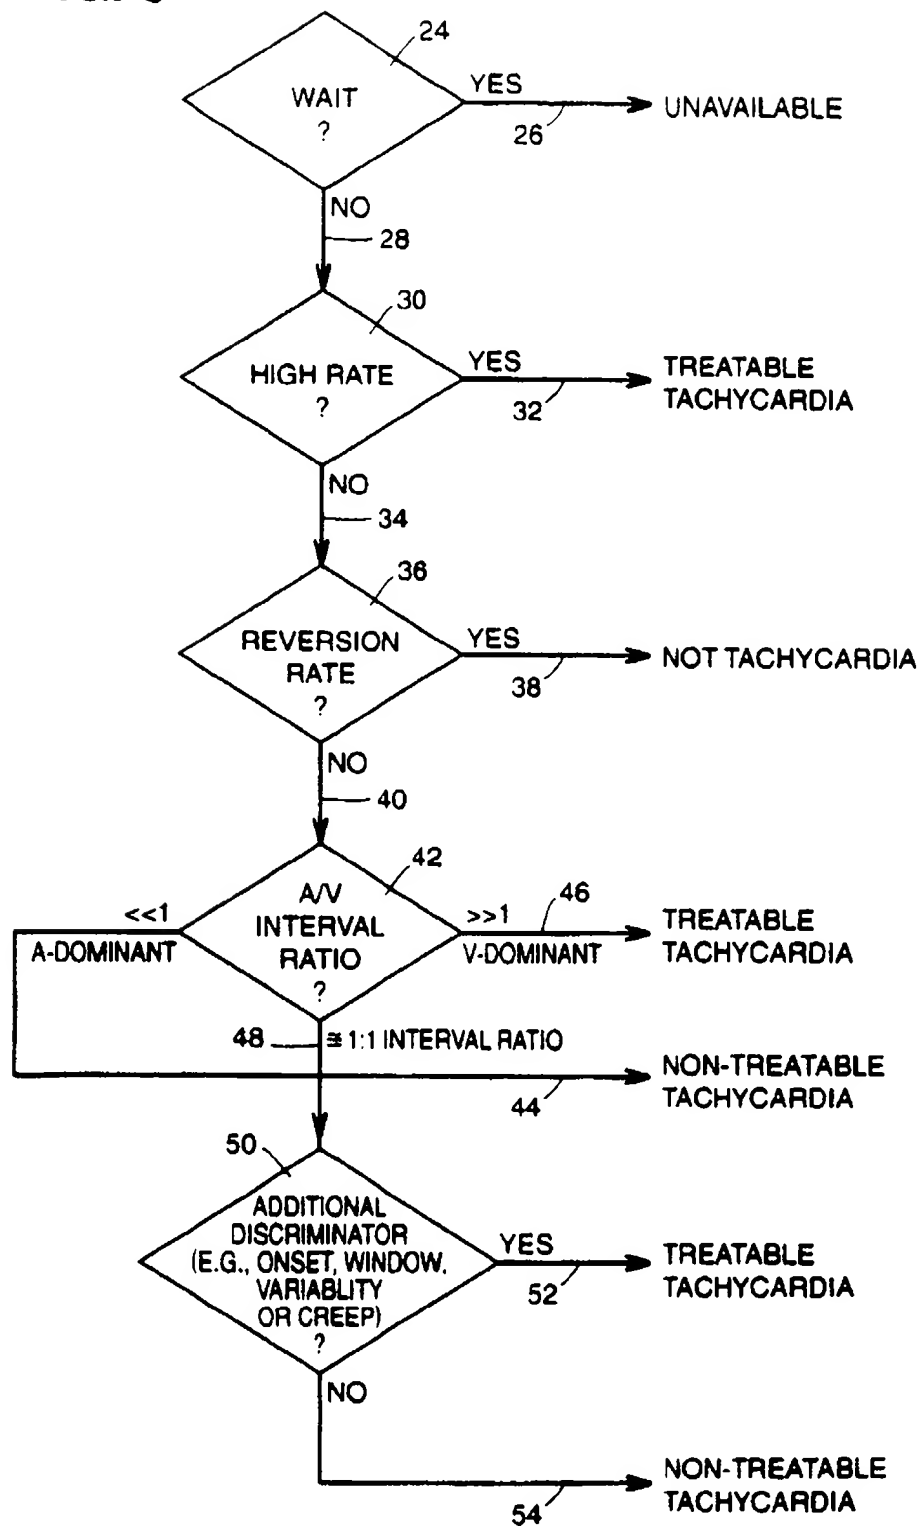 24
WAIT
?
YES
26
UNAVAILABLE
NO
28
30
HIGH RATE
?
YES
32
TREATABLE
TACHYCARDIA
NO
34
36
REVERSION
RATE
?
YES
38
NOT TACHYCARDIA
NO
40
42
A/V
INTERVAL
RATIO
?
<<1
A-DOMINANT
>>1
V-DOMINANT
46
TREATABLE
TACHYCARDIA
48
≅ 1:1 INTERVAL RATIO
44
NON-TREATABLE
TACHYCARDIA
50
ADDITIONAL
DISCRIMINATOR
(E.G., ONSET, WINDOW,
VARIABLITY
OR CREEP)
?
YES
52
TREATABLE
TACHYCARDIA
NO
54
NON-TREATABLE
TACHYCARDIA